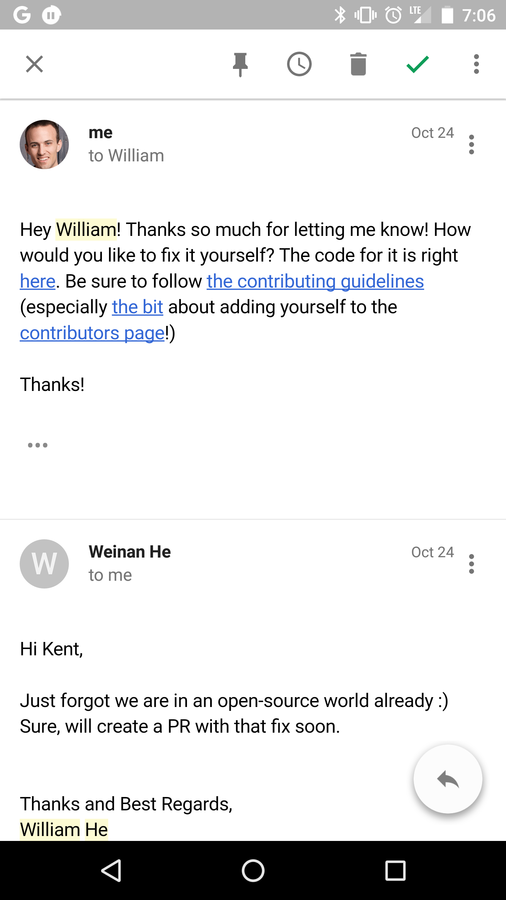 LTE 7:06
me Oct 24
to William
Hey William! Thanks so much for letting me know! How
would you like to fix it yourself? The code for it is right
here. Be sure to follow the contributing guidelines
(especially the bit about adding yourself to the
contributors page!)
Thanks!
W Weinan He Oct 24
to me
Hi Kent,
Just forgot we are in an open-source world already :)
Sure, will create a PR with that fix soon.
Thanks and Best Regards,
William He